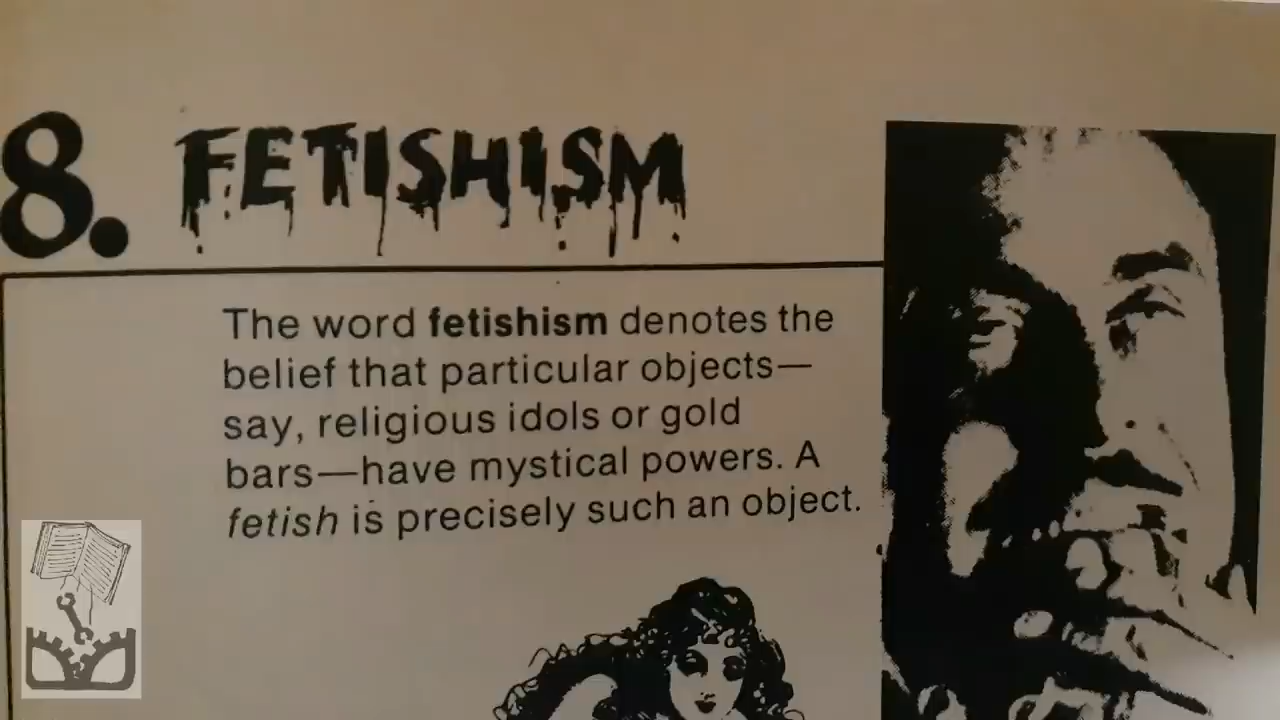 8. FETISHISM
The word fetishism denotes the
belief that particular objects—
say, religious idols or gold
bars—have mystical powers. A
fetish is precisely such an object.